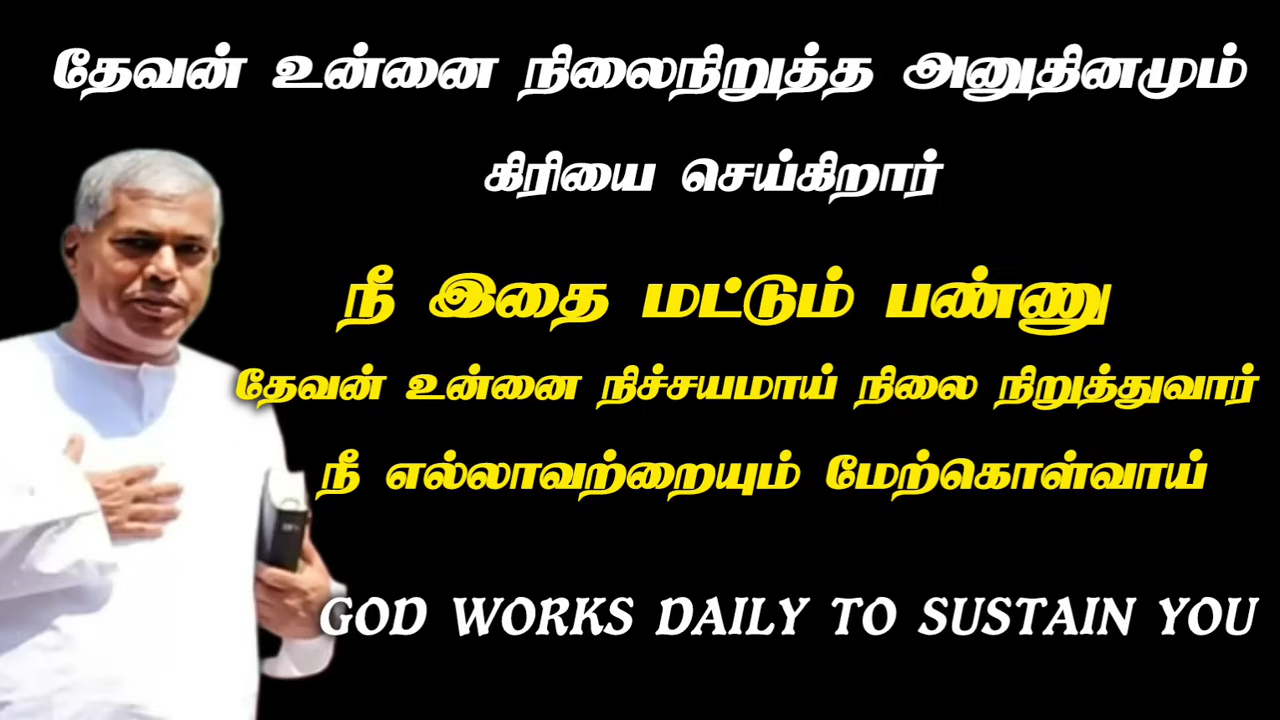 தேவன் உன்னை நிலைநிறுத்த அனுதினமும்
கிரியை செய்கிறார்
நீ இதை மட்டும் பண்ணு
தேவன் உன்னை நிச்சயமாய் நிலை நிறுத்துவார்
நீ எல்லாவற்றையும் மேற்கொள்வாய்
GOD WORKS DAILY TO SUSTAIN YOU